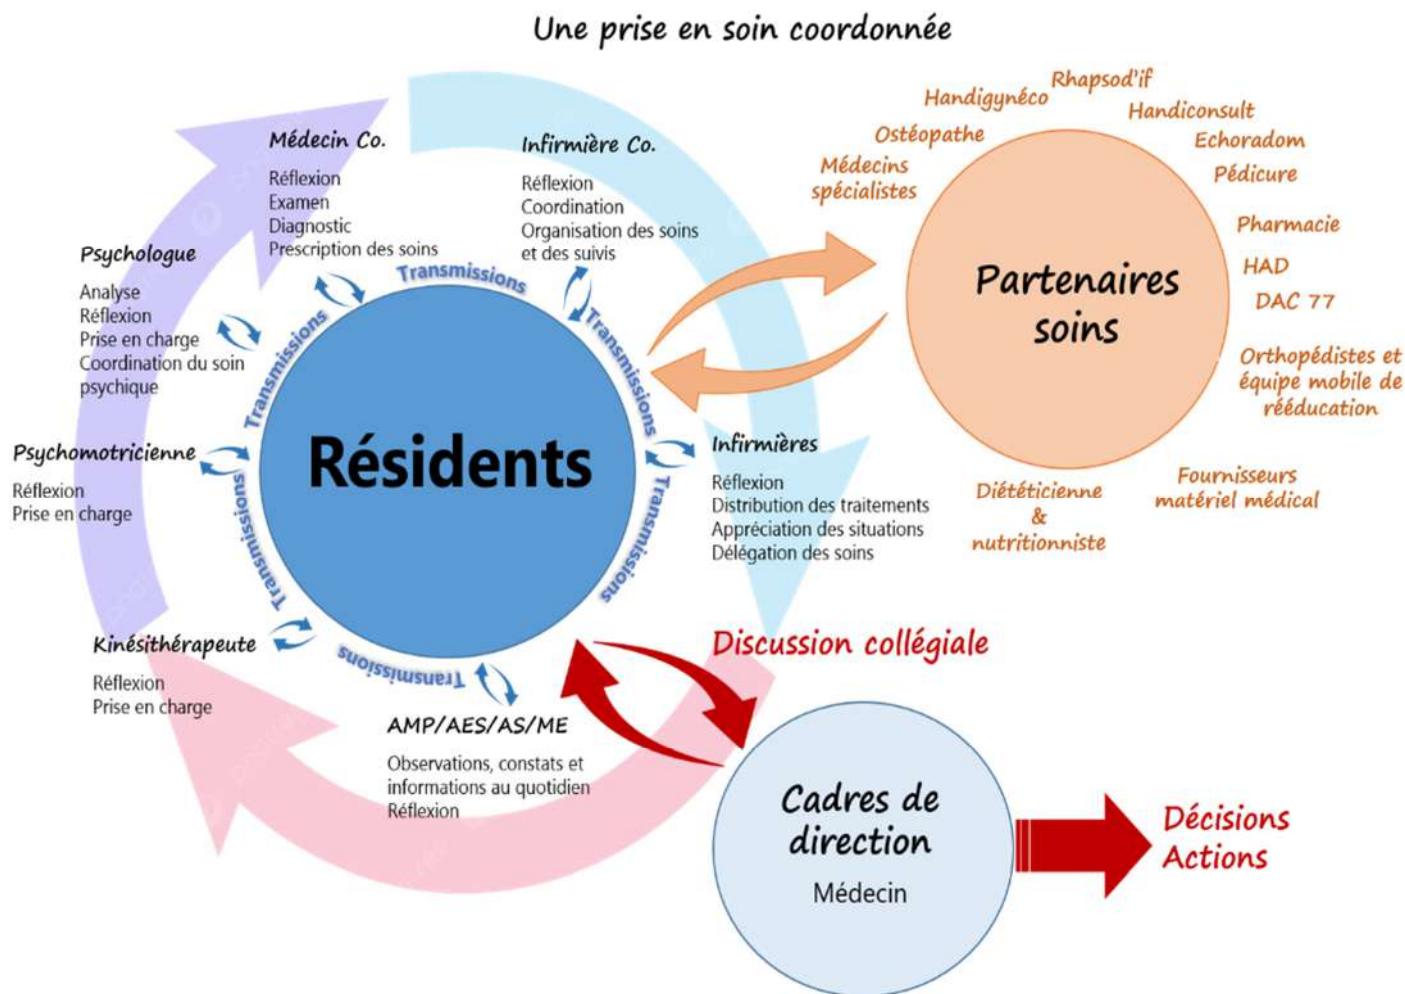 Une prise en soin coordonnée
Médecin Co.
Réflexion
Examen
Diagnostic
Prescription des soins
Infirmière Co.
Réflexion
Coordination
Organisation des soins
et des suivis
Psychologue
Analyse
Réflexion
Prise en charge
Coordination du soin
psychique
Psychomotricienne
Réflexion
Prise en charge
Kinésithérapeute
Réflexion
Prise en charge
AMP/AES/AS/ME
Observations, constats et
informations au quotidien
Réflexion
Infirmières
Réflexion
Distribution des traitements
Appréciation des situations
Délégation des soins
Transmissions
Transmissions
Transmissions
Transmissions
Transmissions
Transmissions
Résidents
Médecins
spécialistes
Ostéopathe
Handigynéco
Rhapsod'if
Handiconsult
Echoradom
Pédicure
Pharmacie
HAD
DAC 77
Orthopédistes et
équipe mobile de
rééducation
Fournisseurs
matériel médical
Diététicienne
&
nutritionniste
Partenaires
soins
Discussion collégiale
Cadres de
direction
Médecin
Décisions
Actions